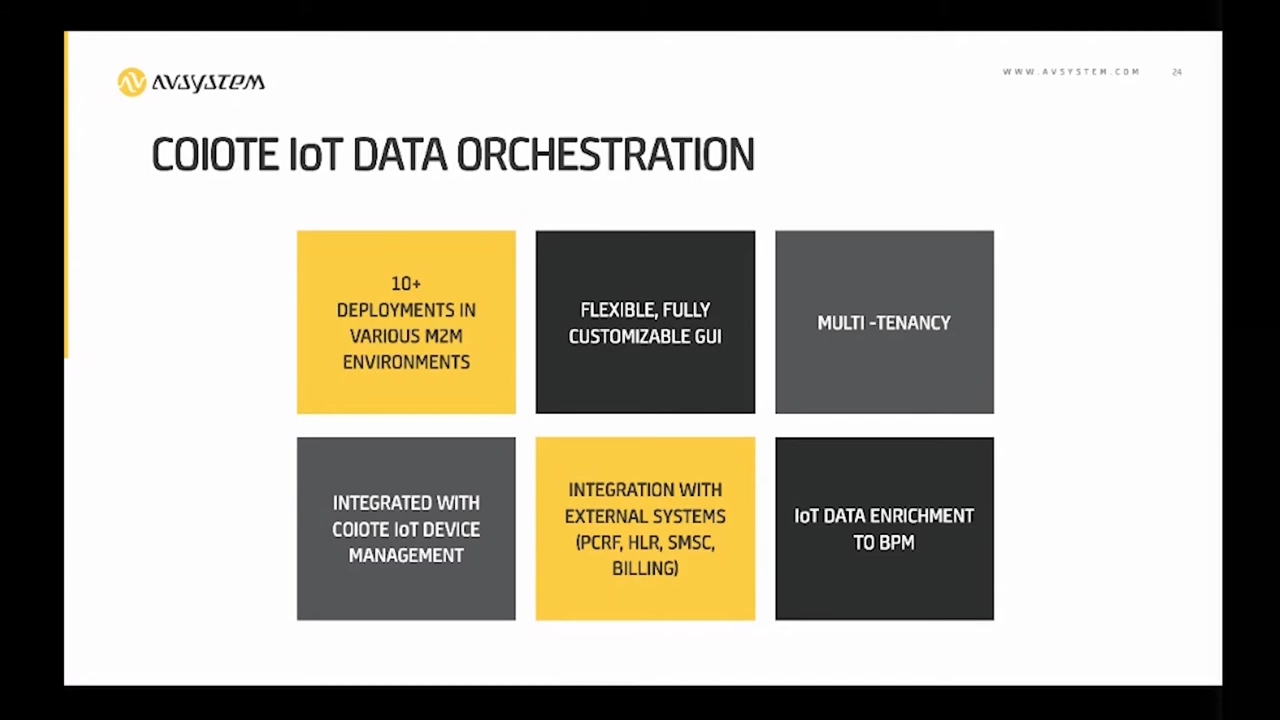 AVSYSTEM
WWW.AVSYSTEM.COM
24
COIOTE IoT DATA ORCHESTRATION
10+
DEPLOYMENTS IN
VARIOUS M2M
ENVIRONMENTS
FLEXIBLE, FULLY
CUSTOMIZABLE GUI
MULTI -TENANCY
INTEGRATED WITH
COIOTE IoT DEVICE
MANAGEMENT
INTEGRATION WITH
EXTERNAL SYSTEMS
(PCRF, HLR, SMSC,
BILLING)
IoT DATA ENRICHMENT
TO BPM